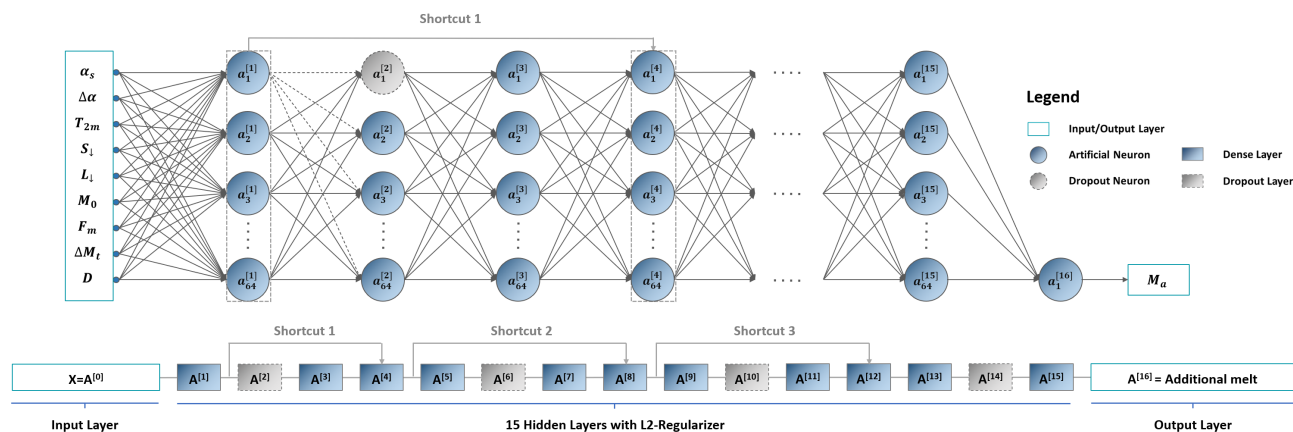 Shortcut 1
α_s
Δα
T_2m
S_↓
L_↓
M_0
F_m
ΔM_t
D
a_1^[1] a_1^[2] a_1^[3] a_1^[4] · · · · a_1^[15]
a_2^[1] a_2^[2] a_2^[3] a_2^[4] a_2^[15]
a_3^[1] a_3^[2] a_3^[3] a_3^[4] a_3^[15]
a_64^[1] a_64^[2] a_64^[3] a_64^[4] · · · · a_64^[15] a_1^[16] M_a
Legend
Input/Output Layer
Artificial Neuron Dense Layer
Dropout Neuron Dropout Layer
Shortcut 1 Shortcut 2 Shortcut 3
X=A[0] A[1] A[2] A[3] A[4] A[5] A[6] A[7] A[8] A[9] A[10] A[11] A[12] A[13] A[14] A[15] A[16] = Additional melt
Input Layer 15 Hidden Layers with L2-Regularizer Output Layer